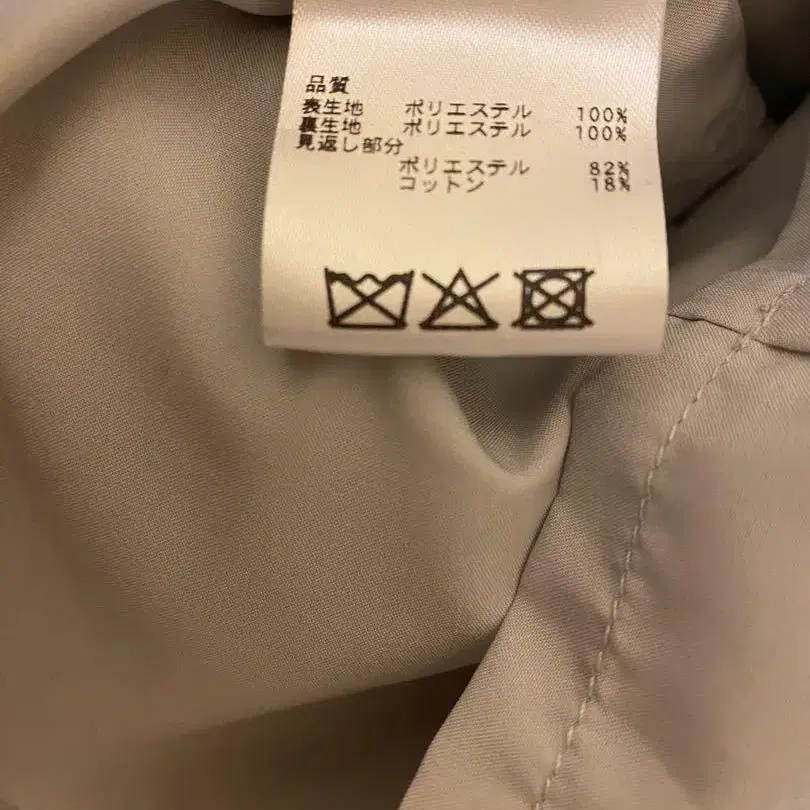 品質
表生地 ポリエステル 100%
裏生地 ポリエステル 100%
見返し部分
ポリエステル 82%
コットン 18%